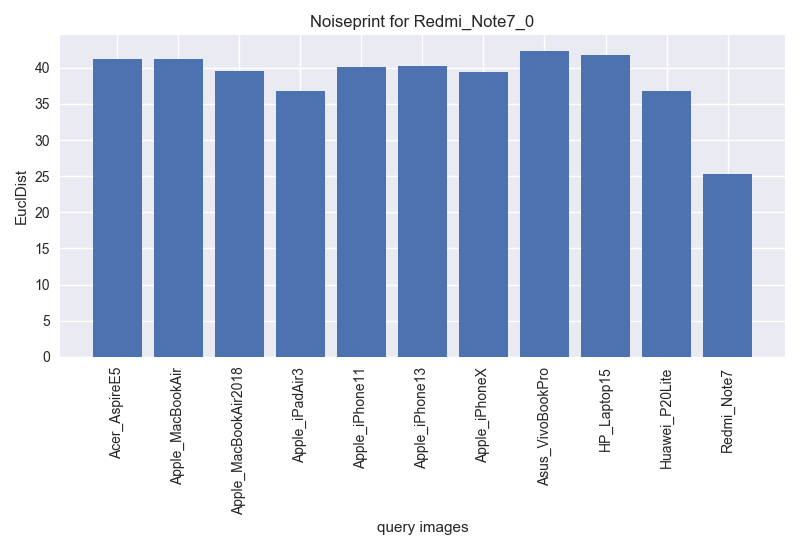 Noiseprint for Redmi_Note7_0
EuclDist
40
35
30
25
20
15
10
5
0
Acer_AspireE5
Apple_MacBookAir
Apple_MacBookAir2018
Apple_iPadAir3
Apple_iPhone11
Apple_iPhone13
Apple_iPhoneX
Asus_VivoBookPro
HP_Laptop15
Huawei_P20Lite
Redmi_Note7
query images